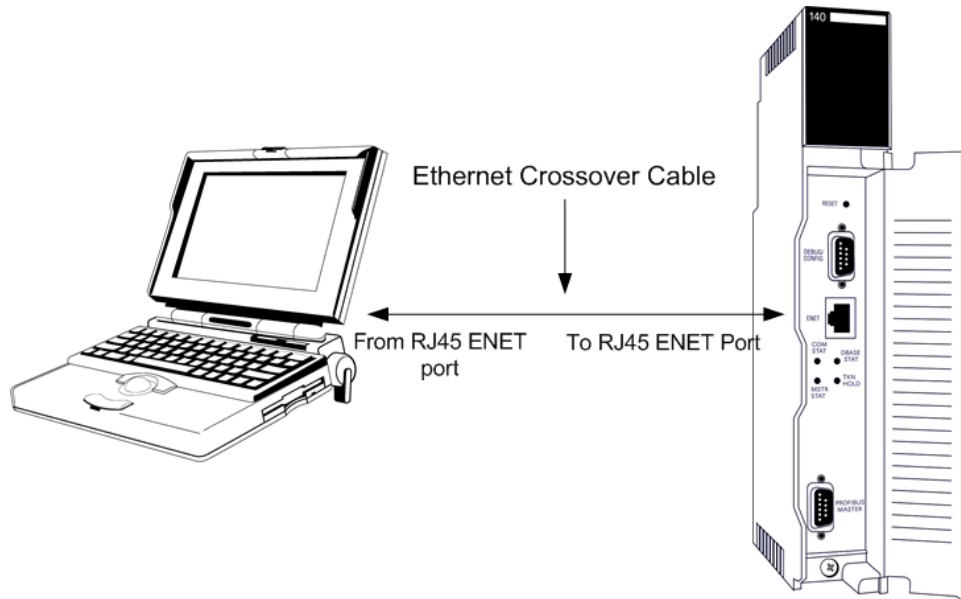 140
Ethernet Crossover Cable
RESET
DEBUG/
CONFIG
ENET
From RJ45 ENET
port
To RJ45 ENET Port
COM
STAT
DBASE
STAT
MSTR
STAT
TKN
HOLD
PROFIBUS
MASTER